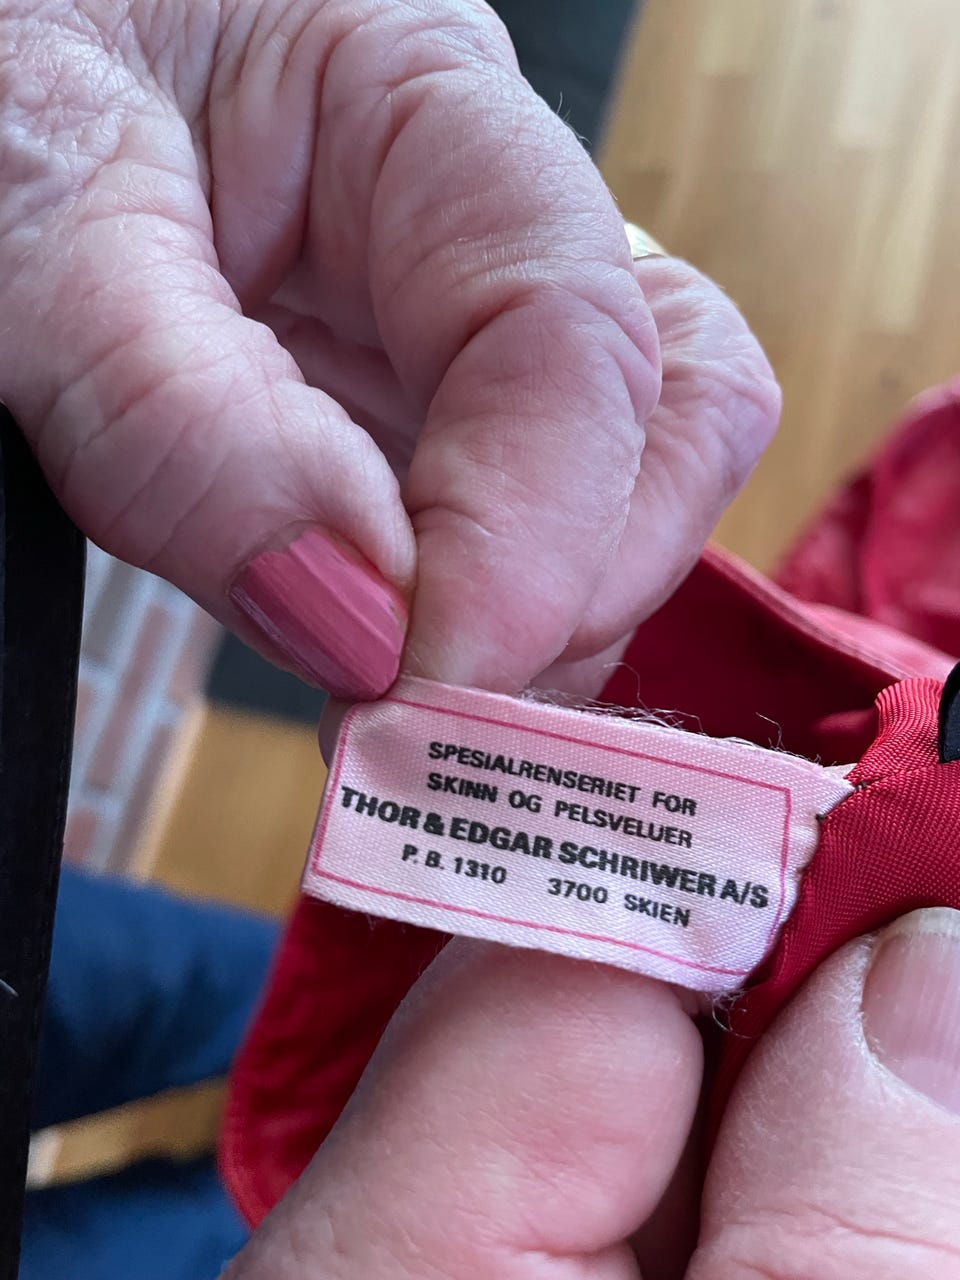 SPESIALRENSERIET FOR
SKINN OG PELSVELUER
THOR & EDGAR SCHRIWER A/S
P. B. 1310 3700 SKIEN